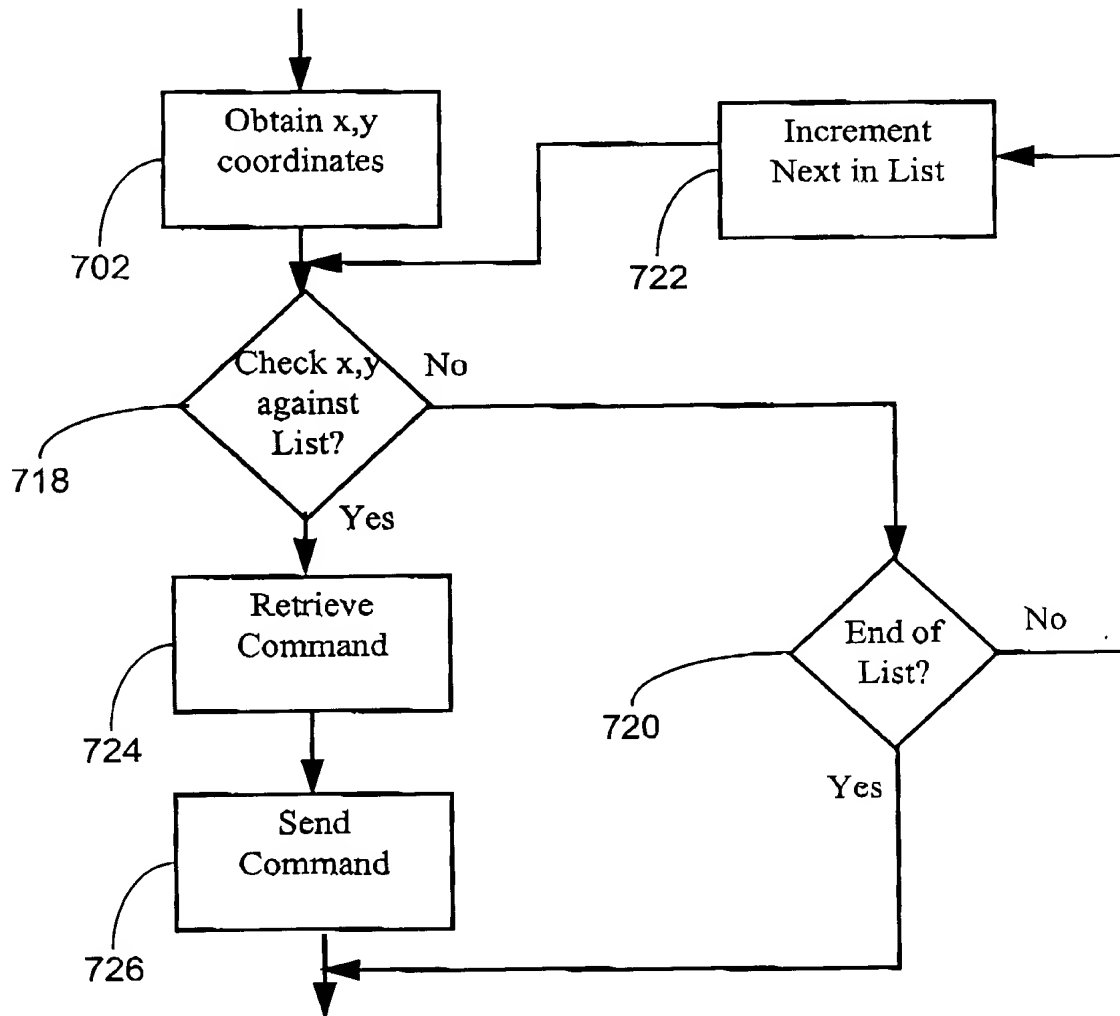 Obtain x,y
coordinates
702
Increment
Next in List
722
Check x,y
against
List?
No
718
Yes
Retrieve
Command
724
End of
List?
No
720
Yes
Send
Command
726